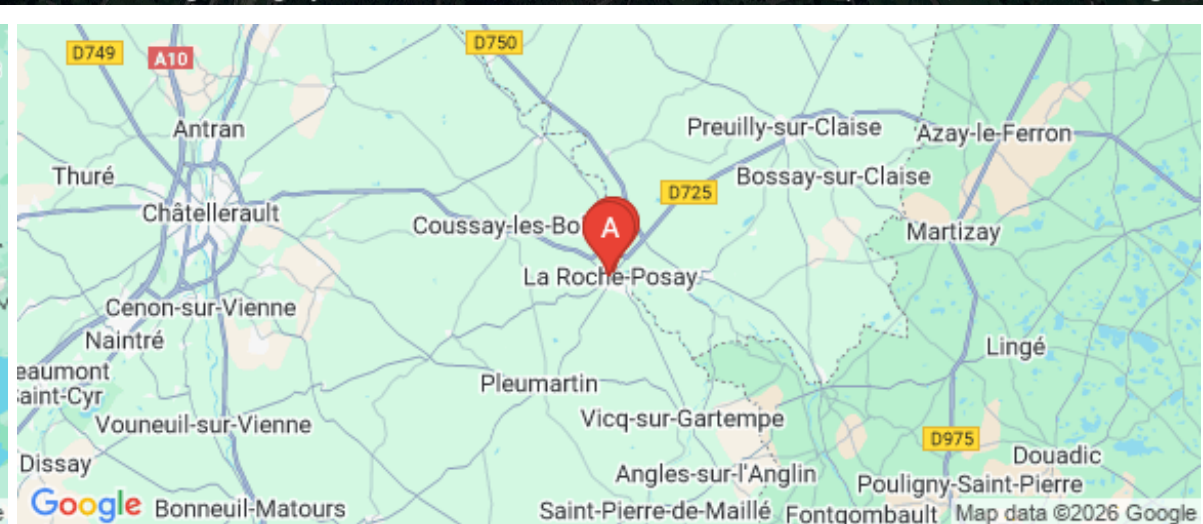 D750
D749
A10
Antran
Preuilly-sur-Claise
Azay-le-Ferron
Thuré
Bossay-sur-Claise
D725
Châtellerault
Coussay-les-Bo
A
Martizay
La Roche-Posay
Cenon-sur-Vienne
Naintré
Lingé
eaumont
Saint-Cyr
Pleumartin
Vouneuil-sur-Vienne
Vicq-sur-Gartempe
D975
Dissay
Douadic
Angles-sur-l'Anglin
Pouligny-Saint-Pierre
Google
Bonneuil-Matours
Saint-Pierre-de-Maillé
Fontgombault
Map data ©2026 Google